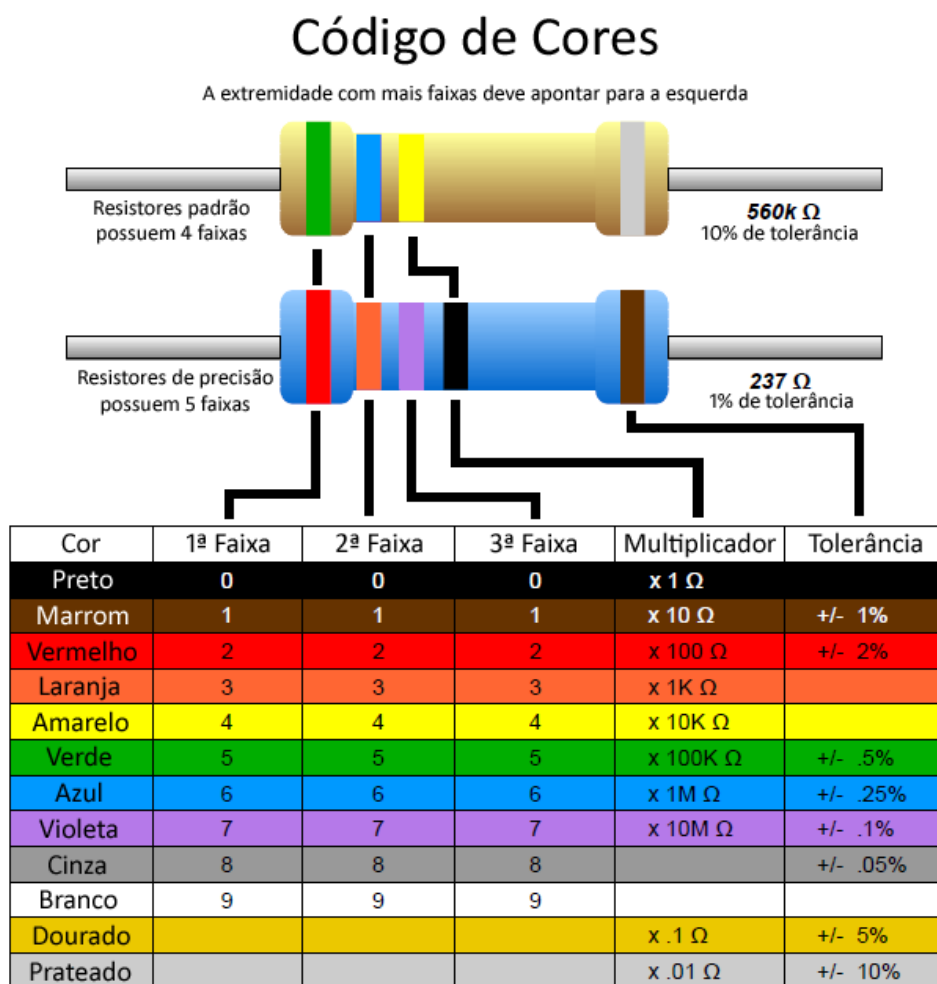 Código de Cores
A extremidade com mais faixas deve apontar para a esquerda
Resistores padrão
possuem 4 faixas
560k Ω
10% de tolerância
Resistores de precisão
possuem 5 faixas
237 Ω
1% de tolerância
Cor 1ª Faixa 2ª Faixa 3ª Faixa Multiplicador Tolerância
Preto 0 0 0 x 1 Ω
Marrom 1 1 1 x 10 Ω +/- 1%
Vermelho 2 2 2 x 100 Ω +/- 2%
Laranja 3 3 3 x 1K Ω
Amarelo 4 4 4 x 10K Ω
Verde 5 5 5 x 100K Ω +/- .5%
Azul 6 6 6 x 1M Ω +/- .25%
Violeta 7 7 7 x 10M Ω +/- .1%
Cinza 8 8 8 +/- .05%
Branco 9 9 9
Dourado x .1 Ω +/- 5%
Prateado x .01 Ω +/- 10%